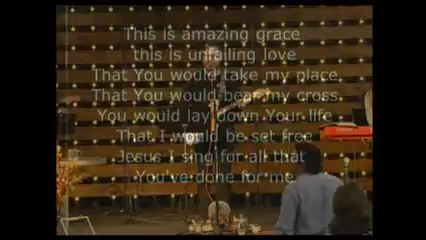 This is amazing grace
this is unfailing love
That You would take my place
That You would bear my cross
You would lay down Your life
That I would be set free
Jesus I sing for all that
You've done for me